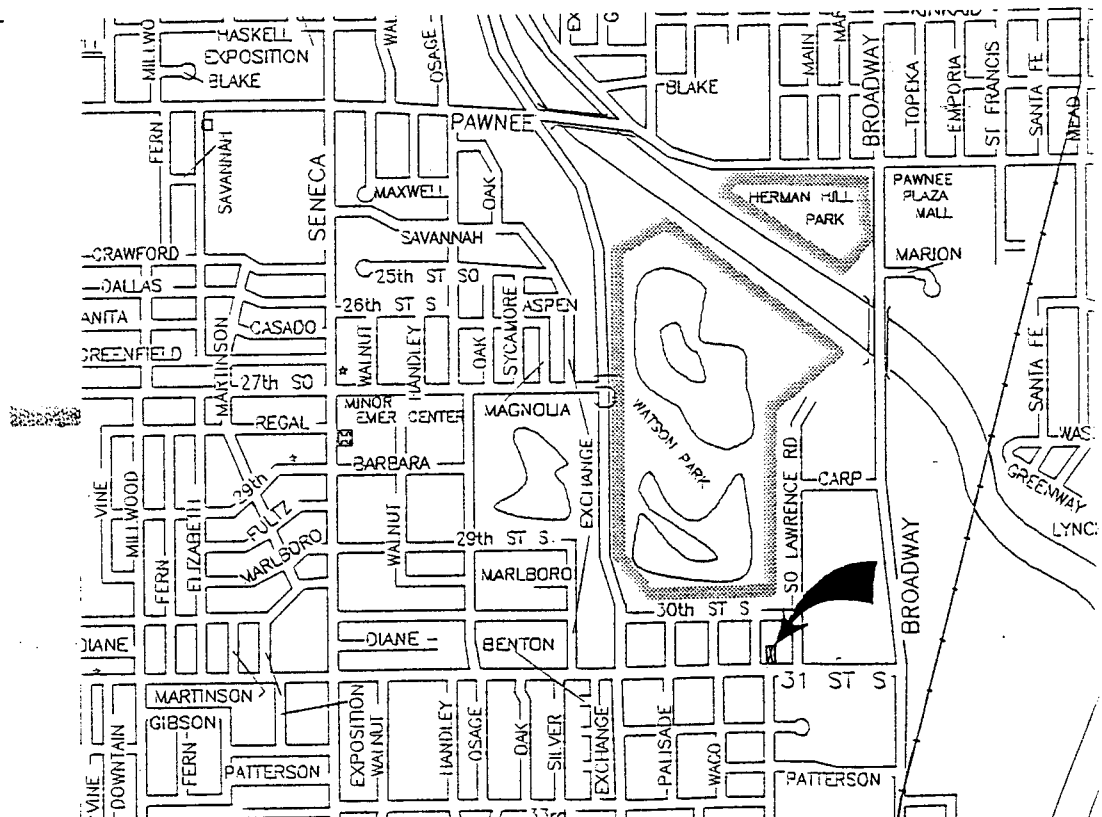 HASKELL
EXPOSITION
BLAKE
OSAGE
BLAKE
MAIN
BROADWAY
TOPEKA
EMPORIA
ST FRANCIS
SANTA FE
MEAD
PAWNEE
FERN
SAVANNAH
SENECA
MAXWELL
OAK
SAVANNAH
HERMAN HILL
PARK
PAWNEE
PLAZA
MALL
MARION
CRAWFORD
DALLAS
CASADO
GREENFIELD
MARTINSON
27th SO
REGAL
25th ST SO
26th ST S
ASPEN
SYCAMORE
OAK
HANDLEY
WALNUT
MINOR
EMER CENTER
MAGNOLIA
BARBARA
WATSON PARK
EXCHANGE
SO LAWRENCE RD
CARP
SANTA FE
GREENWAY
VINE
MILLWOOD
FERN
ELIZABETH
29th
FULTZ
MARLBORO
WALNUT
29th ST S.
MARLBORO
30th ST S
BROADWAY
DIANE
DIANE
BENTON
31 ST S
MARTINSON
GIBSON
FERN
PATTERSON
VINE
EXPOSITION
WALNUT
HANDLEY
OSAGE
OAK
SILVER
EXCHANGE
PALISADE
WACO
PATTERSON
33rd